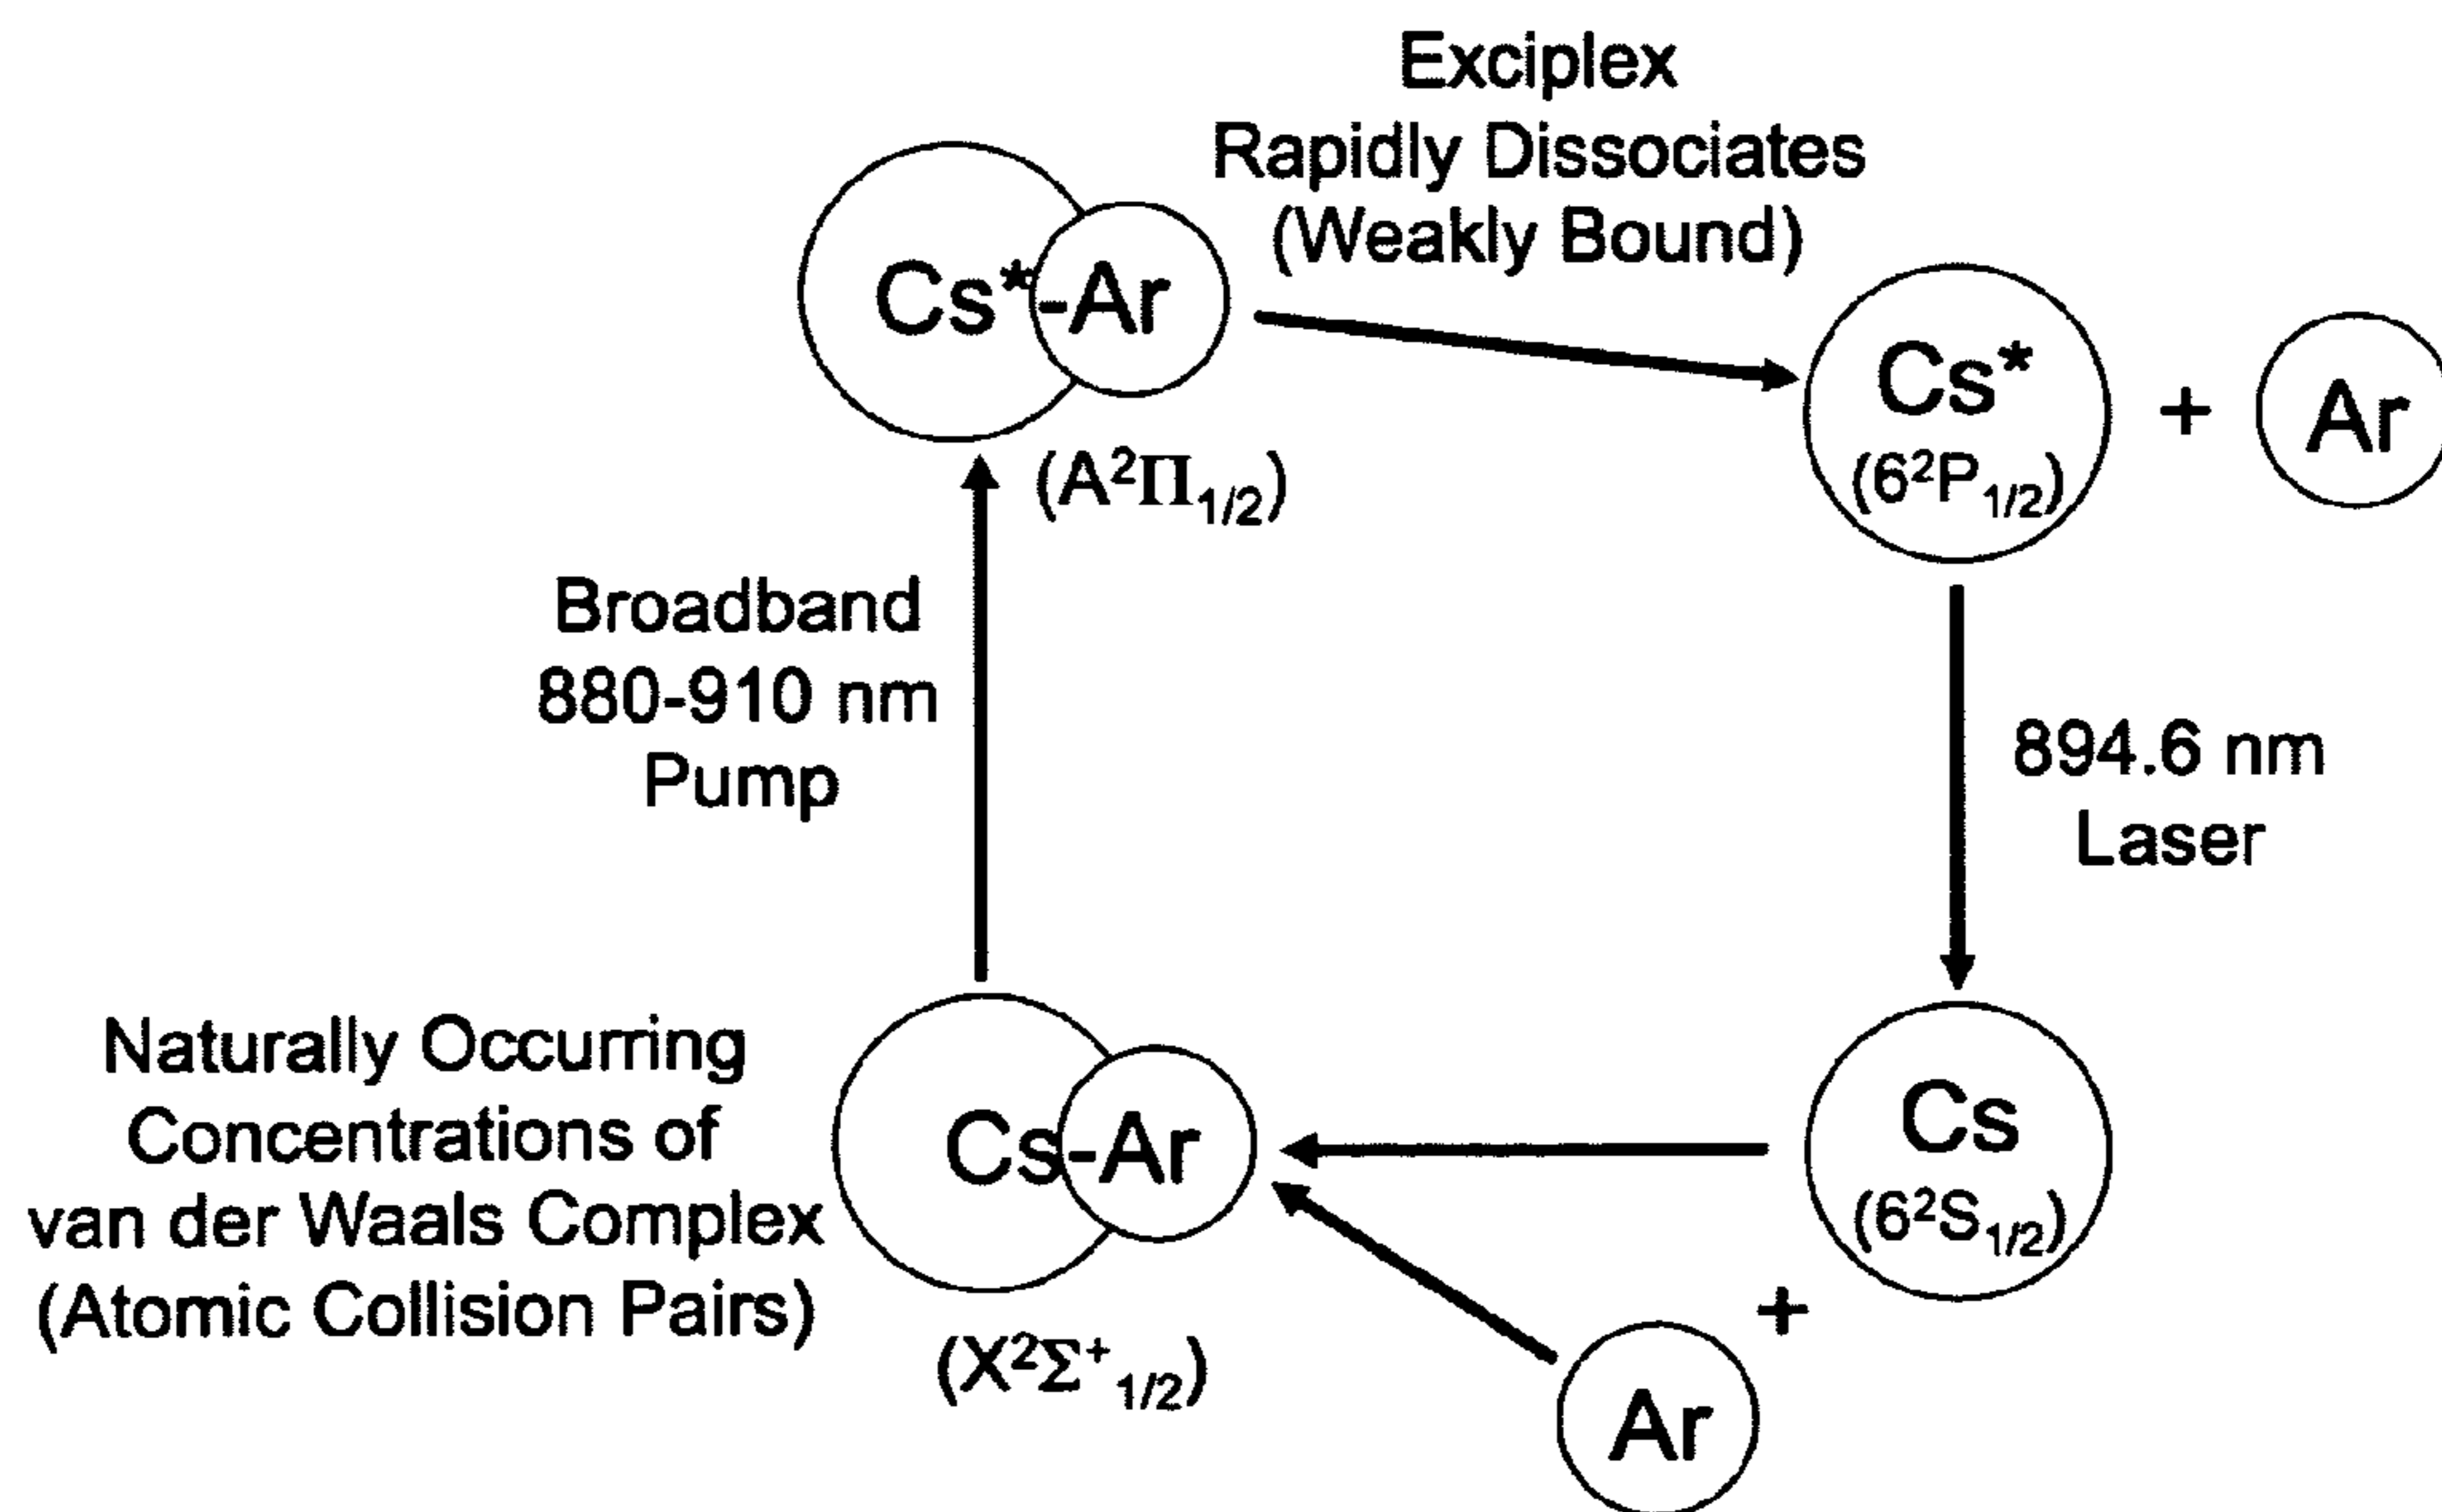 Exciplex
Rapidly Dissociates
(Weakly Bound)
Cs*-Ar
(A²Π₁/₂)
Cs*
(6²P₁/₂)
+
Ar
Broadband
880-910 nm
Pump
894.6 nm
Laser
Naturally Occurring
Concentrations of
van der Waals Complex
(Atomic Collision Pairs)
Cs-Ar
(X²Σ⁺₁/₂)
Cs
(6²S₁/₂)
+
Ar